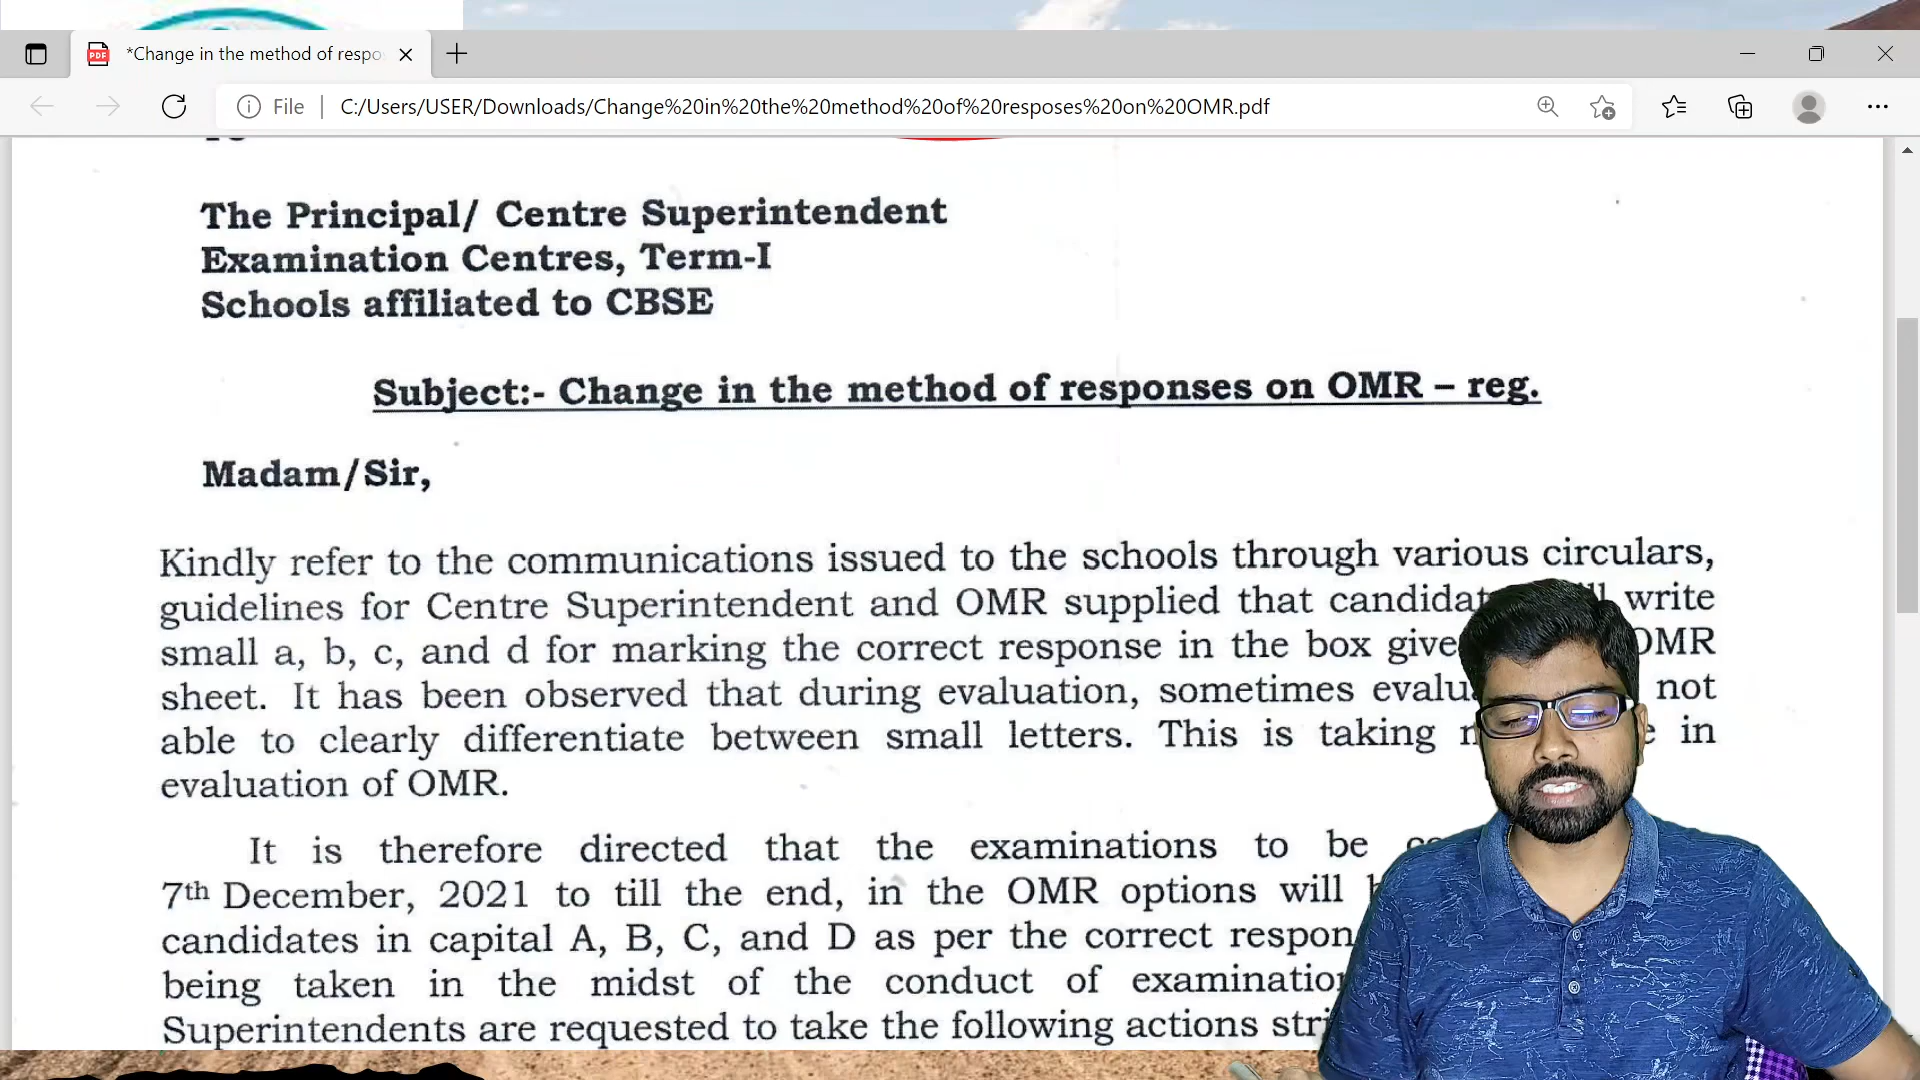 *Change in the method of respo
File
C:/Users/USER/Downloads/Change%20in%20the%20method%20of%20resposes%20on%20OMR.pdf
The Principal/ Centre Superintendent
Examination Centres, Term-I
Schools affiliated to CBSE
Subject:- Change in the method of responses on OMR – reg.
Madam/Sir,
Kindly refer to the communications issued to the schools through various circulars,
guidelines for Centre Superintendent and OMR supplied that write
small a, b, c, and d for marking the correct response in the box OMR
sheet. It has been observed that during evaluation, sometimes not
able to clearly differentiate between small letters. This is taking in
evaluation of OMR.
It is therefore directed that the examinations to be
7th December, 2021 to till the end, in the OMR options will
candidates in capital A, B, C, and D as per the correct
being taken in the midst of the conduct of
Superintendents are requested to take the following actions